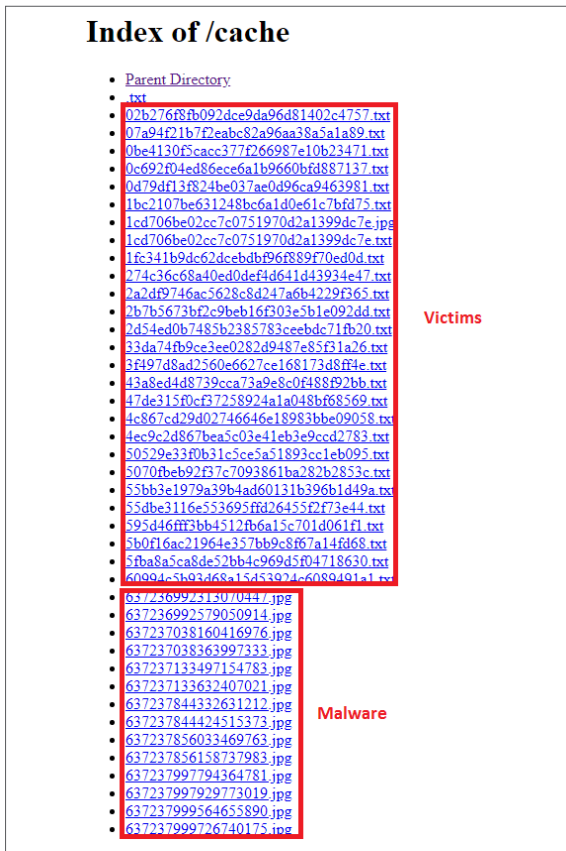 Index of /cache
Parent Directory
.txt
02b276f8fb092dce9da96d81402c4757.txt
07a94f21b7f2eabc82a96aa38a5a1a89.txt
0be4130f5cacc377f266987e10b23471.txt
0c692f04ed86ece6a1b9660bfd887137.txt
0d79df13f824be037ae0d96ca9463981.txt
1bc2107be631248bc6a1d0e61c7bfd75.txt
1cd706be02cc7c0751970d2a1399dc7e.jpg
1cd706be02cc7c0751970d2a1399dc7e.txt
1fc341b9dc62dcebdbf96f889f70ed0d.txt
274c36c68a40ed0def4d641d43934e47.txt
2a2df9746ac5628c8d247a6b4229f365.txt
2b7b5673bf2c9beb16f303e5b1e092dd.txt
2d54ed0b7485b2385783ceebdc71fb20.txt
33da74fb9ce3ee0282d9487e85f31a26.txt
3f497d8ad2560e6627ce168173d8ff4e.txt
43a8ed4d8739cca73a9e8c0f488f92bb.txt
47de315f0cf37258924a1a048bf68569.txt
4c867cd29d02746646e18983bbe09058.txt
4ec9c2d867bea5c03e41eb3e9ccd2783.txt
50529e33f0b31c5ce5a51893cc1eb095.txt
5070fbeb92f37c7093861ba282b2853c.txt
55bb3e1979a39b4ad60131b396b1d49a.txt
55dbe3116e553695ffd26455f2f73e44.txt
595d46fff3bb4512fb6a15c701d061f1.txt
5b0f16ac21964e357bb9c8f67a14fd68.txt
5fba8a5ca8de52bb4c969d5f04718630.txt
60994c5b93d68a15d53924c6089491a1.txt
Victims
637236992313070447.jpg
637236992579050914.jpg
637237038160416976.jpg
637237038363997333.jpg
637237133497154783.jpg
637237133632407021.jpg
637237844332631212.jpg
637237844424515373.jpg
637237856033469763.jpg
637237856158737983.jpg
637237997794364781.jpg
637237997929773019.jpg
637237999564655890.jpg
637237999726740175.jpg
Malware